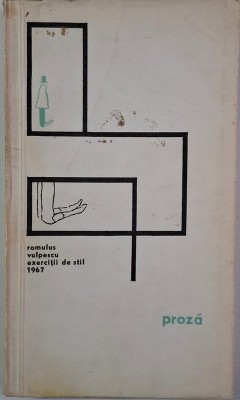 romulus
vulpescu
exerciții de stil
1967
proză